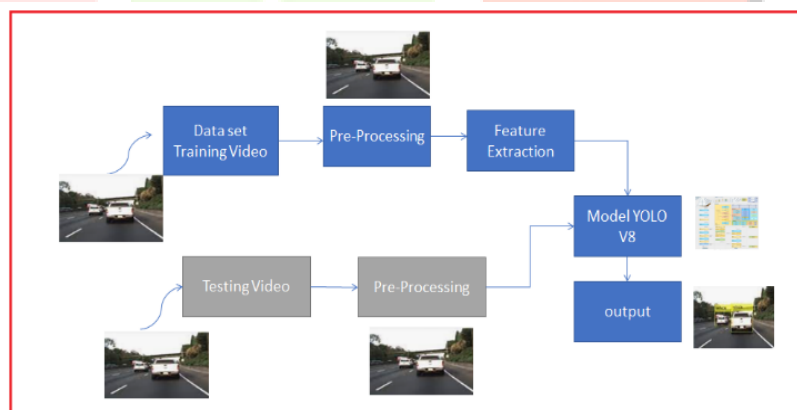 Data set
Training Video
Pre-Processing
Feature
Extraction
Model YOLO
V8
Testing Video
Pre-Processing
output